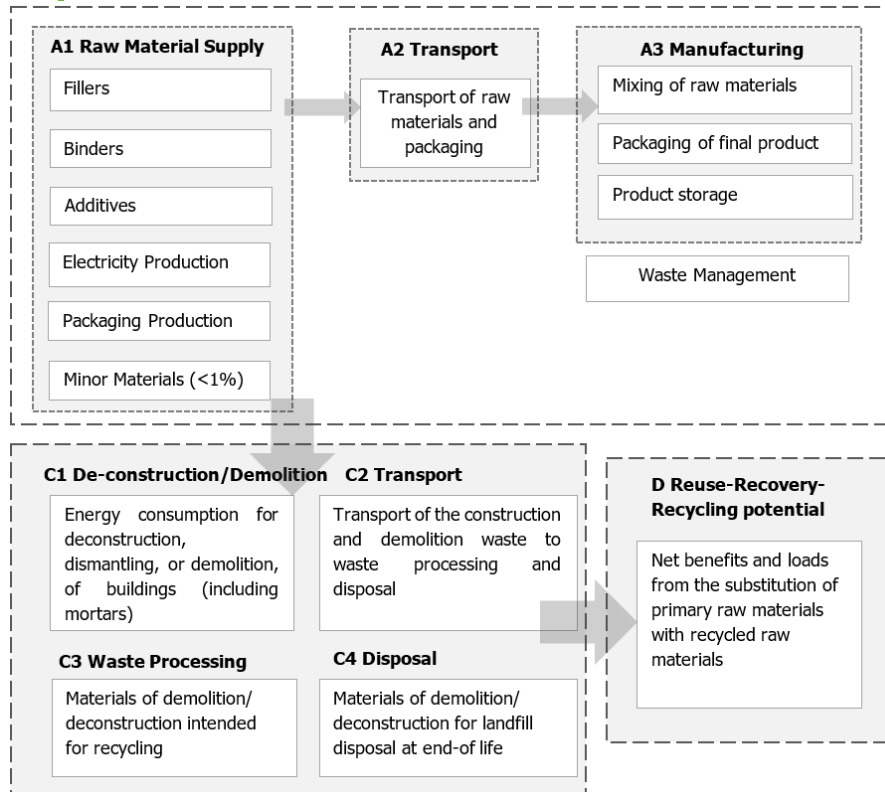 A1 Raw Material Supply
Fillers
Binders
Additives
Electricity Production
Packaging Production
Minor Materials (<1%)
A2 Transport
Transport of raw
materials and
packaging
A3 Manufacturing
Mixing of raw materials
Packaging of final product
Product storage
Waste Management
C1 De-construction/Demolition
Energy consumption for
deconstruction,
dismantling, or demolition,
of buildings (including
mortars)
C2 Transport
Transport of the construction
and demolition waste to
waste processing and
disposal
C3 Waste Processing
Materials of demolition/
deconstruction intended
for recycling
C4 Disposal
Materials of demolition/
deconstruction for landfill
disposal at end-of life
D Reuse-Recovery-
Recycling potential
Net benefits and loads
from the substitution of
primary raw materials
with recycled raw
materials